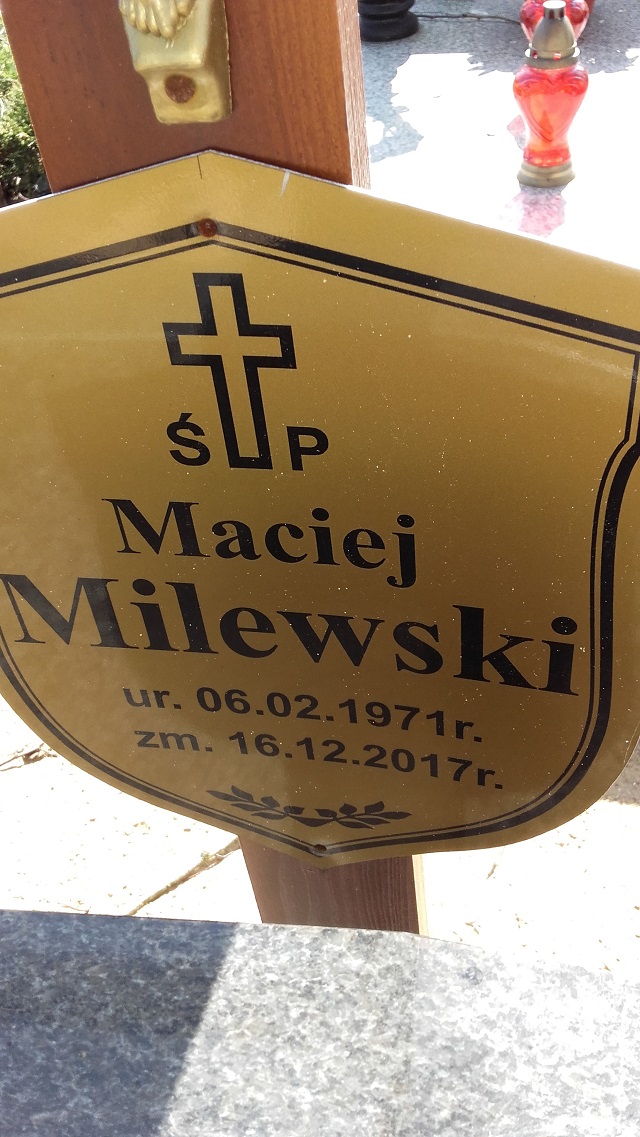 Ś P
Maciej
Milewski
ur. 06.02.1971r.
zm. 16.12.2017r.